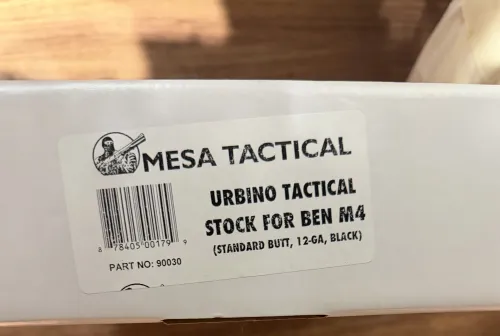 MESA TACTICAL
URBINO TACTICAL
STOCK FOR BEN M4
(STANDARD BUTT, 12-GA, BLACK)
8 78405 00179 9
PART NO: 90030